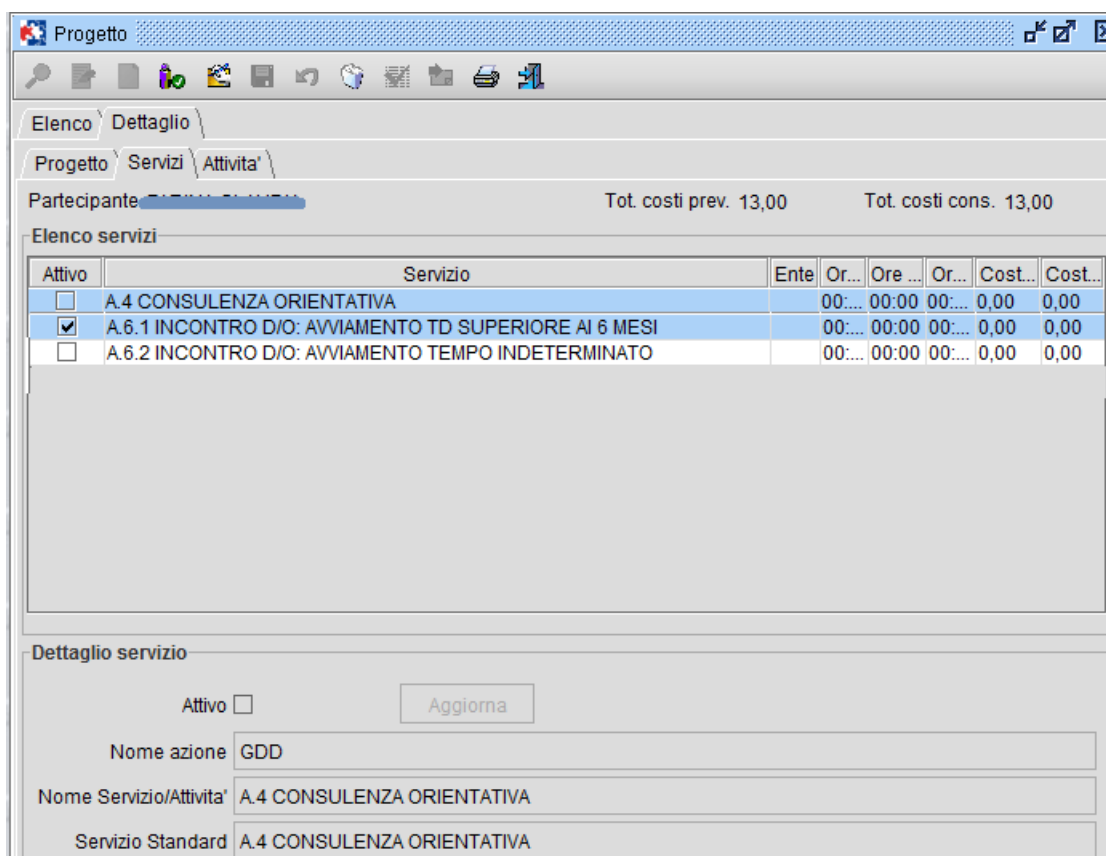 Progetto
Elenco Dettaglio
Progetto Servizi Attivita'
Partecipante Tot. costi prev. 13,00 Tot. costi cons. 13,00
Elenco servizi
Attivo Servizio Ente Or... Ore ... Or... Cost... Cost...
A.4 CONSULENZA ORIENTATIVA 00:... 00:00 00:... 0,00 0,00
A.6.1 INCONTRO D/O: AVVIAMENTO TD SUPERIORE AI 6 MESI 00:... 00:00 00:... 0,00 0,00
A.6.2 INCONTRO D/O: AVVIAMENTO TEMPO INDETERMINATO 00:... 00:00 00:... 0,00 0,00
Dettaglio servizio
Attivo Aggiorna
Nome azione GDD
Nome Servizio/Attivita' A.4 CONSULENZA ORIENTATIVA
Servizio Standard A.4 CONSULENZA ORIENTATIVA